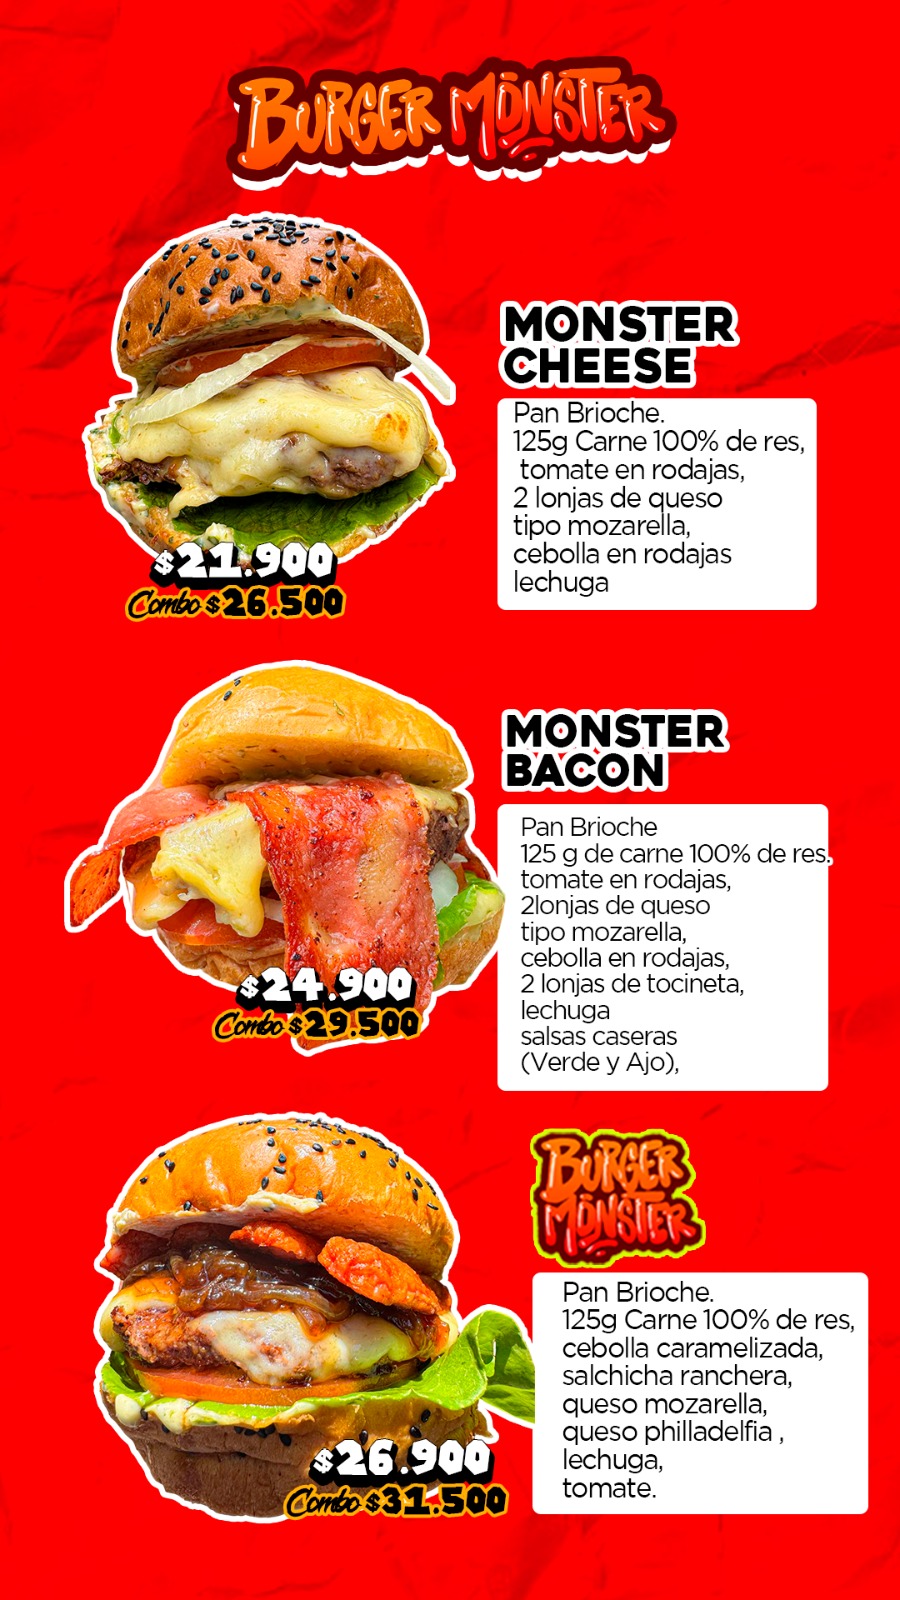 BURGER MONSTER
MONSTER
CHEESE
Pan Brioche.
125g Carne 100% de res,
tomate en rodajas,
2 lonjas de queso
tipo mozarella,
cebolla en rodajas
lechuga
$21.900
Combo $26.500
MONSTER
BACON
Pan Brioche
125 g de carne 100% de res.
tomate en rodajas,
2lonjas de queso
tipo mozarella,
cebolla en rodajas,
2 lonjas de tocineta,
lechuga
salsas caseras
(Verde y Ajo),
$24.900
Combo $29.500
BURGER
MONSTER
Pan Brioche.
125g Carne 100% de res,
cebolla caramelizada,
salchicha ranchera,
queso mozarella,
queso philladelfia ,
lechuga,
tomate.
$26.900
Combo $31.500